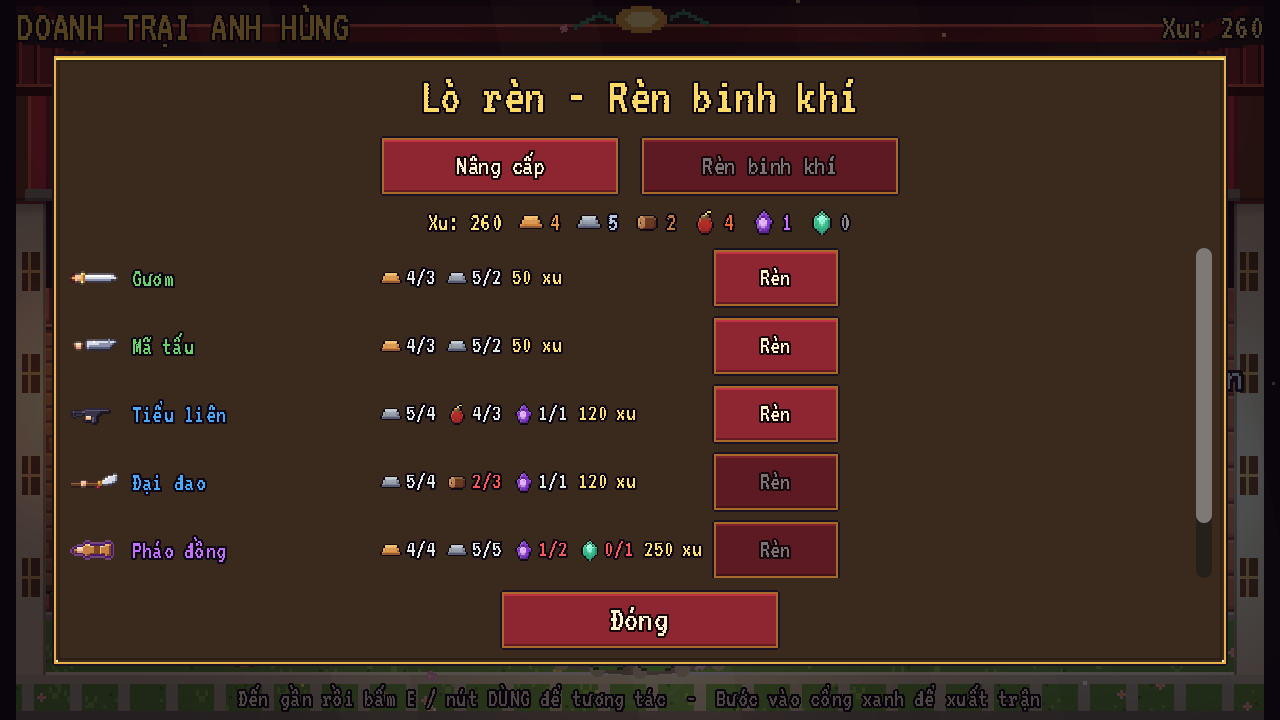 DOANH TRẠI ANH HÙNG
Xu: 260
Lò rèn - Rèn binh khí
Nâng cấp
Rèn binh khí
Xu: 260 4 5 2 4 1 0
Gươm 4/3 5/2 50 xu Rèn
Mã tấu 4/3 5/2 50 xu Rèn
Tiểu liên 5/4 4/3 1/1 120 xu Rèn
Đại đao 5/4 2/3 1/1 120 xu Rèn
Pháo đồng 4/4 5/5 1/2 0/1 250 xu Rèn
Đóng
Đến gần rồi bấm E / nút DÙNG để tương tác - Bước vào cổng xanh để xuất trận